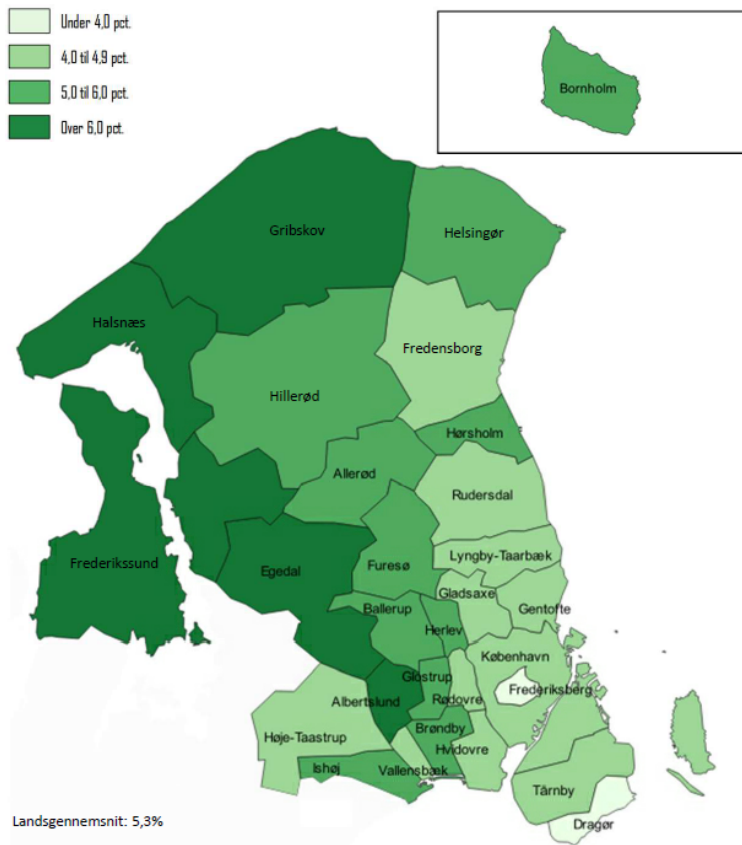 Under 4,0 pct.
4,0 til 4,9 pct.
5,0 til 6,0 pct.
Over 6,0 pct.
Bornholm
Gribskov
Helsingør
Halsnæs
Fredensborg
Hillerød
Hørsholm
Allerød
Rudersdal
Lyngby-Taarbæk
Frederikssund
Egedal
Furesø
Gladsaxe
Ballerup
Gentofte
Herlev
København
Glostrup
Frederiksberg
Albertslund
Rødovre
Brøndby
Høje-Taastrup
Hvidovre
Ishøj
Vallensbæk
Tårnby
Dragør
Landsgennemsnit: 5,3%